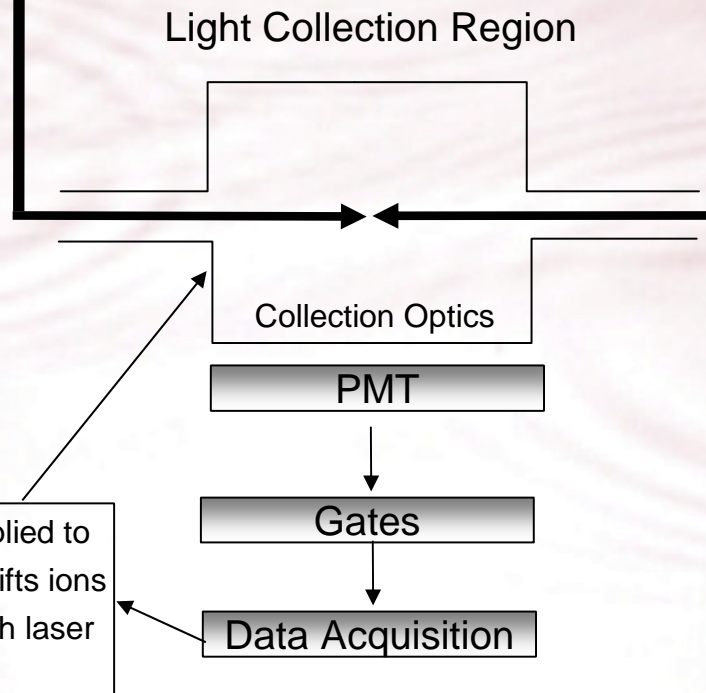 Light Collection Region
Collection Optics
PMT
Gates
plied to
ifts ions
h laser
Data Acquisition